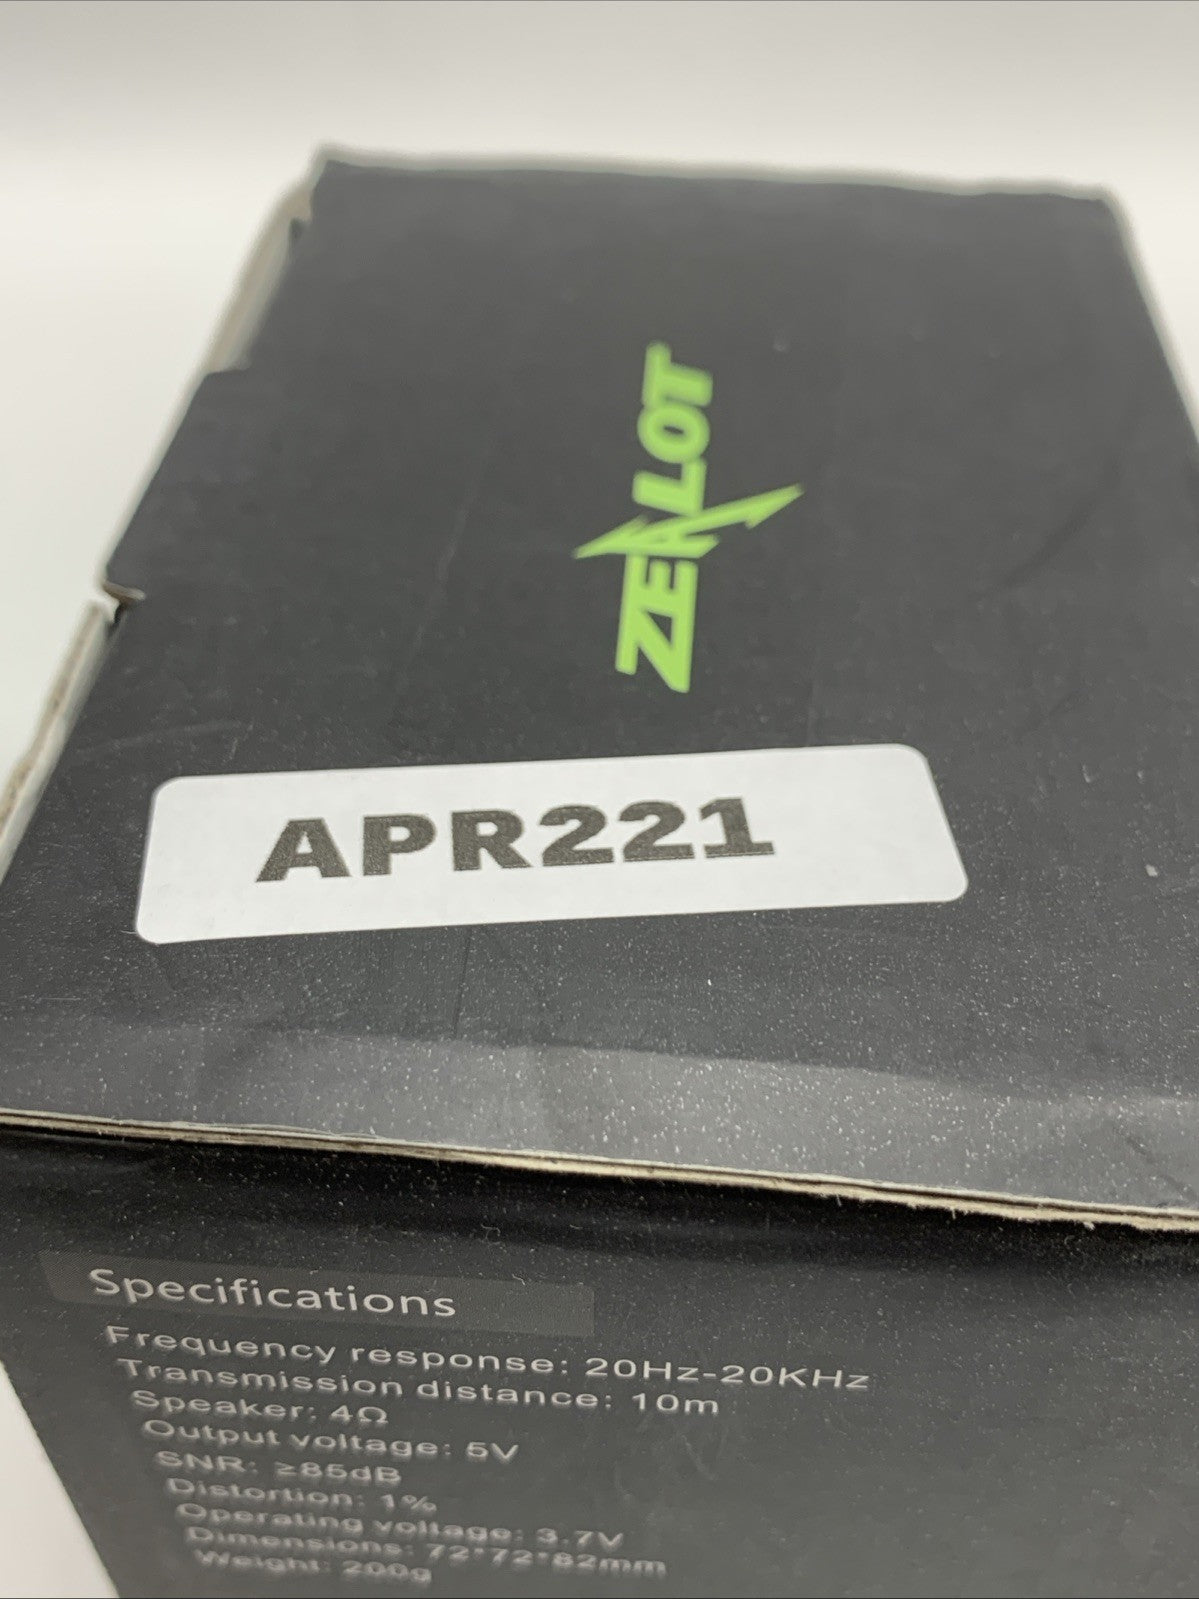 ZEALOT
APR221
Specifications
Frequency response: 20Hz-20KHz
Transmission distance: 10m
Speaker: 4Ω
Output voltage: 5V
SNR: ≥85dB
Distortion: 1%
Operating voltage: 3.7V
Dimensions: 72*72*82mm
Weight: 200g